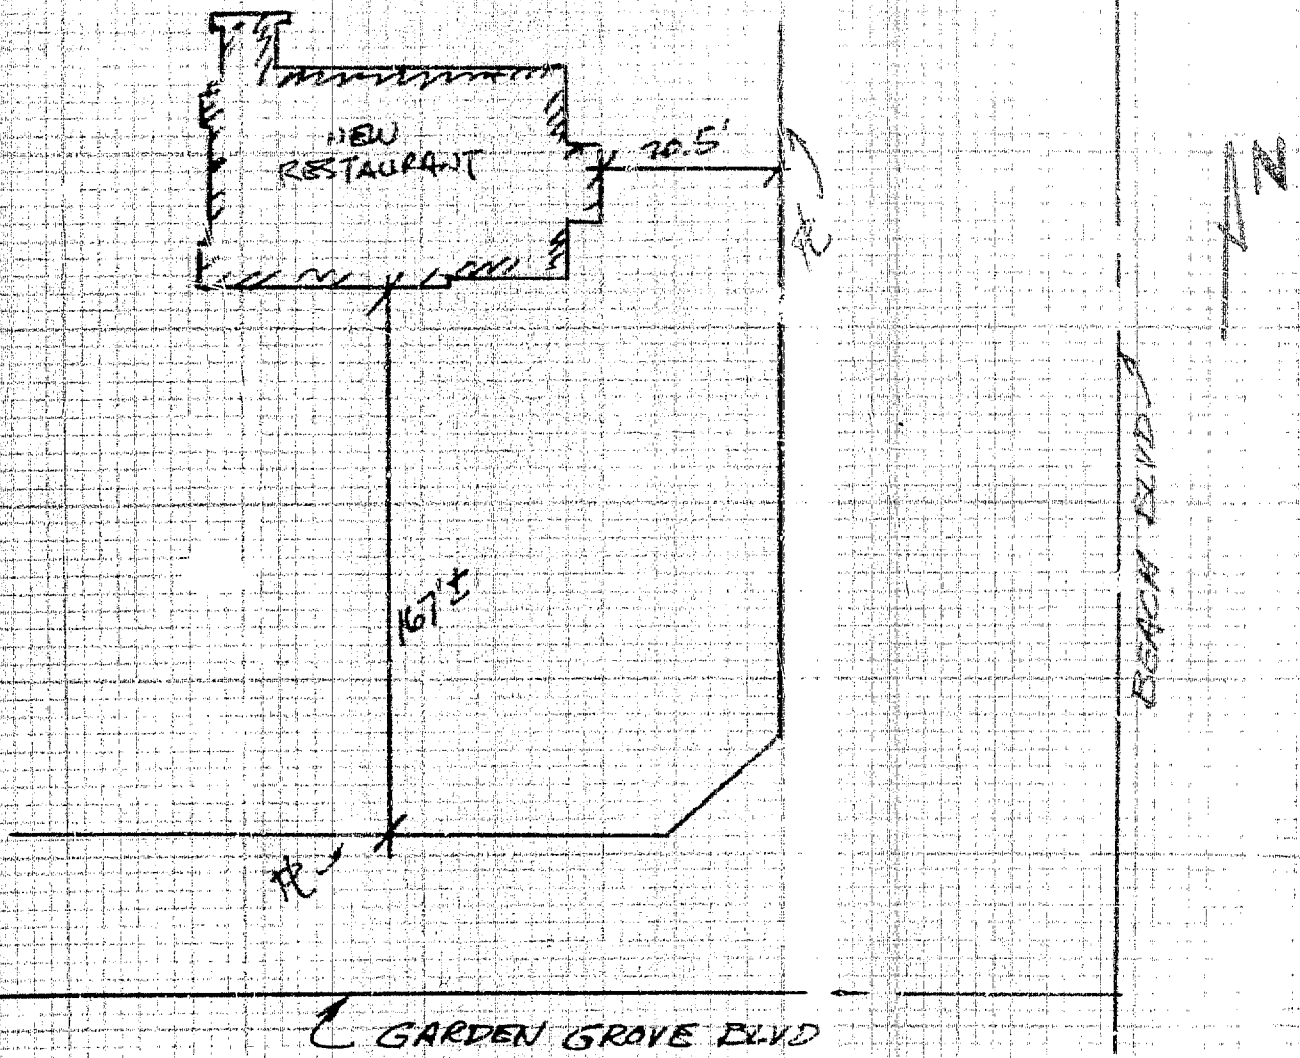 NEW
RESTAURANT
20.5'
N
167'±
BEACH BLVD
GARDEN GROVE BLVD